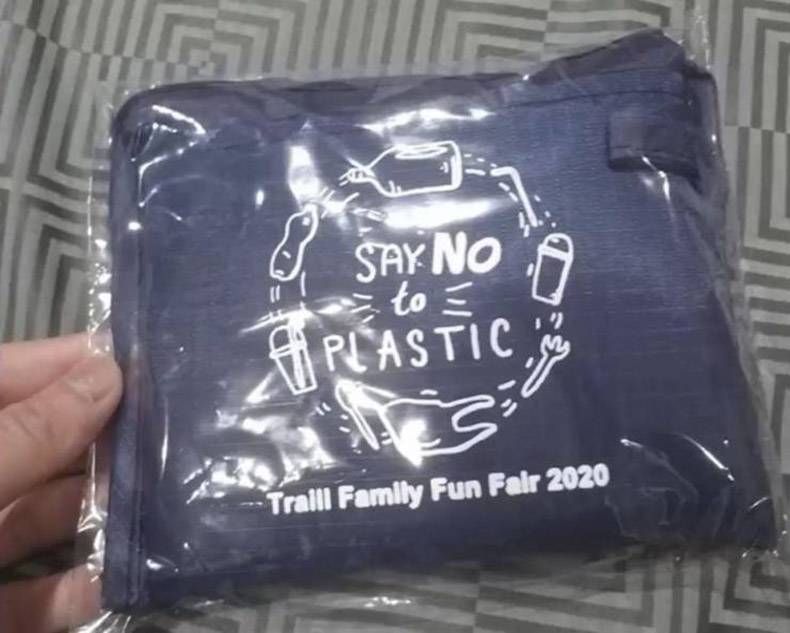 SAY NO
to
PLASTIC
Traill Family Fun Fair 2020